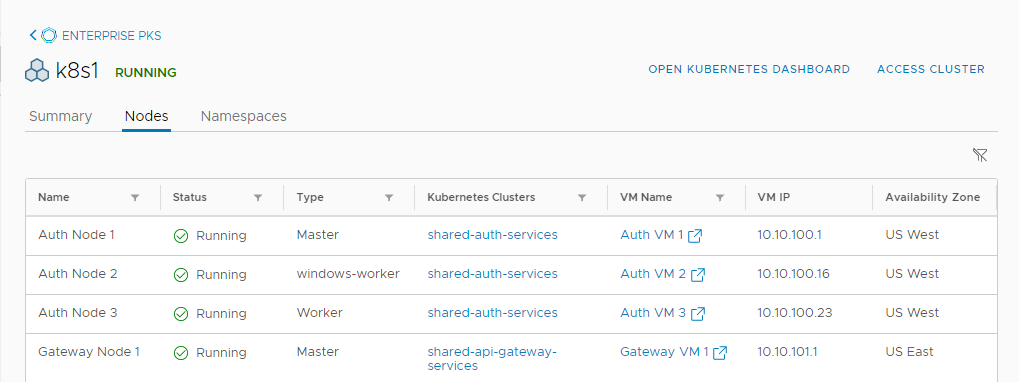 ENTERPRISE PKS
k8s1 RUNNING
OPEN KUBERNETES DASHBOARD ACCESS CLUSTER
Summary Nodes Namespaces
Name Status Type Kubernetes Clusters VM Name VM IP Availability Zone
Auth Node 1 Running Master shared-auth-services Auth VM 1 10.10.100.1 US West
Auth Node 2 Running windows-worker shared-auth-services Auth VM 2 10.10.100.16 US West
Auth Node 3 Running Worker shared-auth-services Auth VM 3 10.10.100.23 US West
Gateway Node 1 Running Master shared-api-gateway- Gateway VM 1 10.10.101.1 US East
services